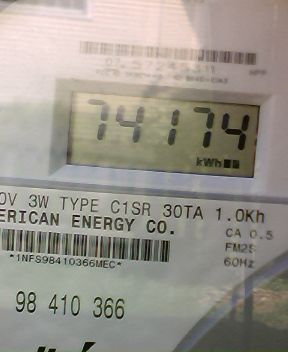 74174
kWh
0V 3W TYPE C1SR 30TA 1.0Kh
ERICAN ENERGY CO.
CA 0.5
FM2S
60Hz
*1NFS98410366MEC*
98 410 366